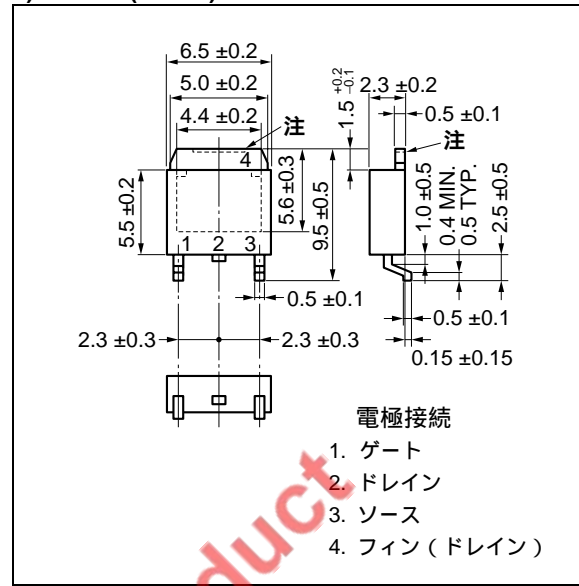 6.5 ±0.2
5.0 ±0.2
4.4 ±0.2
注
4
5.5 ±0.2
5.6 ±0.3
9.5 ±0.5
1 2 3
0.5 ±0.1
2.3 ±0.3
2.3 ±0.3
1.5 +0.2 −0.1
2.3 ±0.2
0.5 ±0.1
注
1.0 ±0.5
0.4 MIN.
0.5 TYP.
2.5 ±0.5
0.5 ±0.1
0.15 ±0.15
電極接続
1. ゲート
2. ドレイン
3. ソース
4. フィン ( ドレイン )
duct